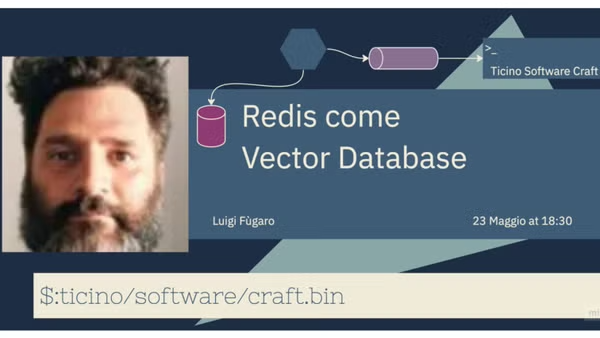 >_
Ticino Software Craft
Redis come
Vector Database
Luigi Fùgaro
23 Maggio at 18:30
$:ticino/software/craft.bin